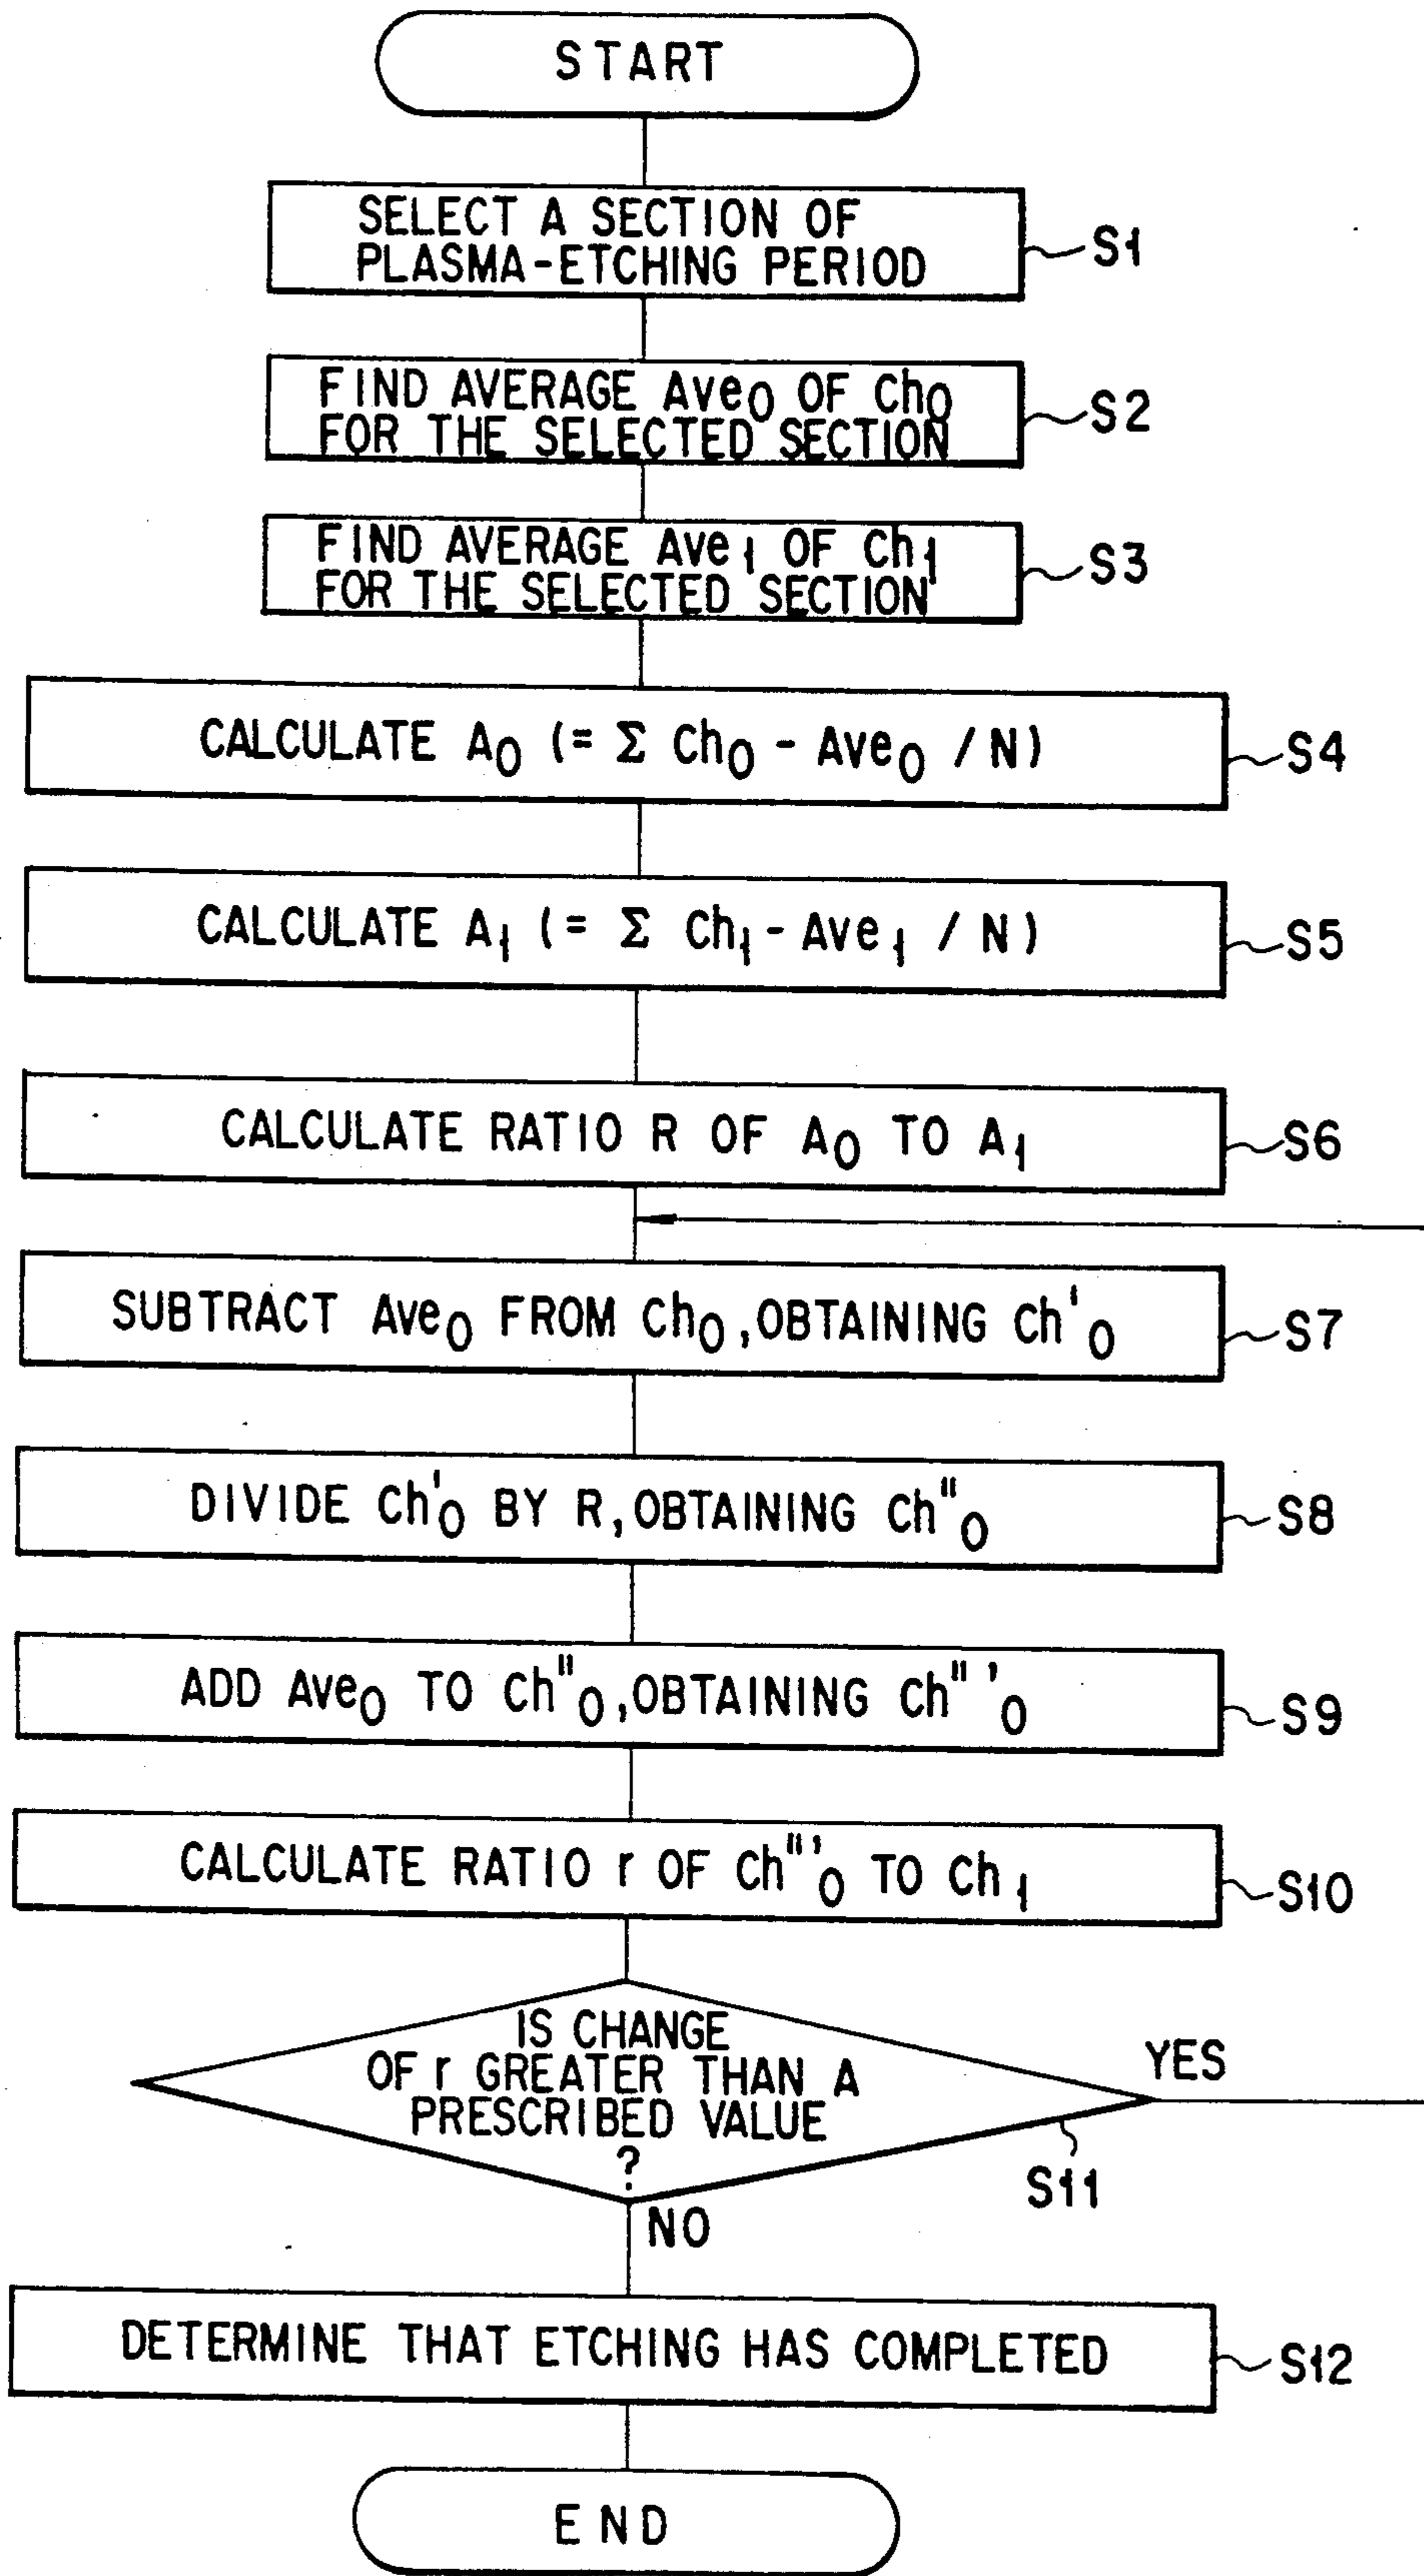 START
SELECT A SECTION OF
PLASMA-ETCHING PERIOD
S1
FIND AVERAGE Ave₀ OF Ch₀
FOR THE SELECTED SECTION
S2
FIND AVERAGE Ave₁ OF Ch₁
FOR THE SELECTED SECTION
S3
CALCULATE A₀ (= Σ Ch₀ - Ave₀ / N)
S4
CALCULATE A₁ (= Σ Ch₁ - Ave₁ / N)
S5
CALCULATE RATIO R OF A₀ TO A₁
S6
SUBTRACT Ave₀ FROM Ch₀, OBTAINING Ch'₀
S7
DIVIDE Ch'₀ BY R, OBTAINING Ch"₀
S8
ADD Ave₀ TO Ch"₀, OBTAINING Ch"'₀
S9
CALCULATE RATIO r OF Ch"'₀ TO Ch₁
S10
IS CHANGE
OF r GREATER THAN A
PRESCRIBED VALUE
?
YES
S11
NO
DETERMINE THAT ETCHING HAS COMPLETED
S12
END